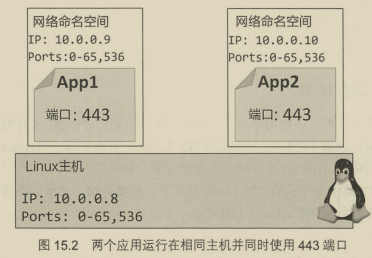 网络命名空间
IP: 10.0.0.9
Ports:0-65,536
App1
端口: 443
网络命名空间
IP: 10.0.0.10
Ports:0-65,536
App2
端口: 443
Linux主机
IP: 10.0.0.8
Ports: 0-65,536
图 15.2 两个应用运行在相同主机并同时使用 443 端口